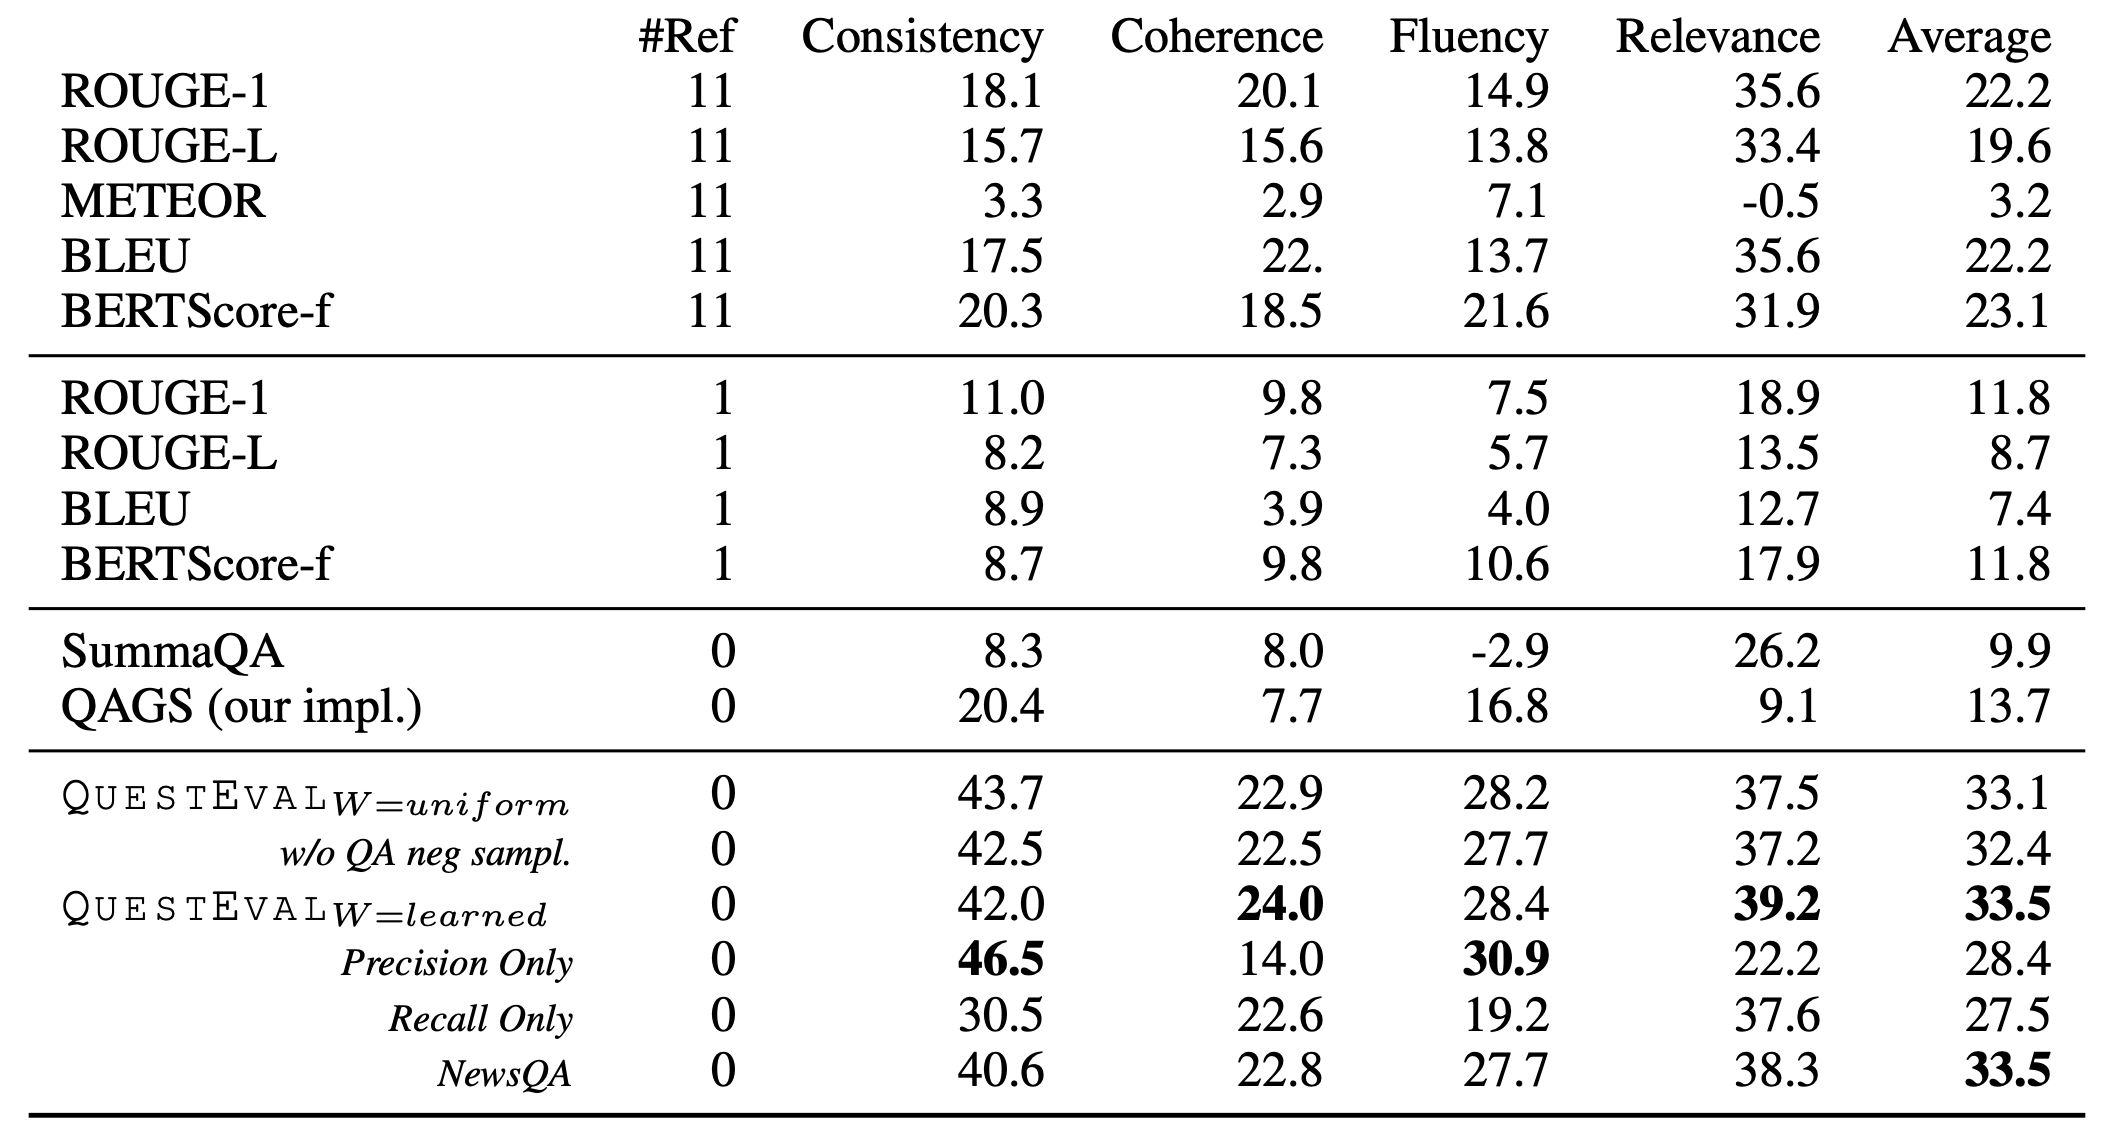 #Ref Consistency Coherence Fluency Relevance Average
ROUGE-1 11 18.1 20.1 14.9 35.6 22.2
ROUGE-L 11 15.7 15.6 13.8 33.4 19.6
METEOR 11 3.3 2.9 7.1 -0.5 3.2
BLEU 11 17.5 22. 13.7 35.6 22.2
BERTScore-f 11 20.3 18.5 21.6 31.9 23.1
ROUGE-1 1 11.0 9.8 7.5 18.9 11.8
ROUGE-L 1 8.2 7.3 5.7 13.5 8.7
BLEU 1 8.9 3.9 4.0 12.7 7.4
BERTScore-f 1 8.7 9.8 10.6 17.9 11.8
SummaQA 0 8.3 8.0 -2.9 26.2 9.9
QAGS (our impl.) 0 20.4 7.7 16.8 9.1 13.7
QUESTEVAL W=uniform 0 43.7 22.9 28.2 37.5 33.1
w/o QA neg sampl. 0 42.5 22.5 27.7 37.2 32.4
QUESTEVAL W=learned 0 42.0 24.0 28.4 39.2 33.5
Precision Only 0 46.5 14.0 30.9 22.2 28.4
Recall Only 0 30.5 22.6 19.2 37.6 27.5
NewsQA 0 40.6 22.8 27.7 38.3 33.5